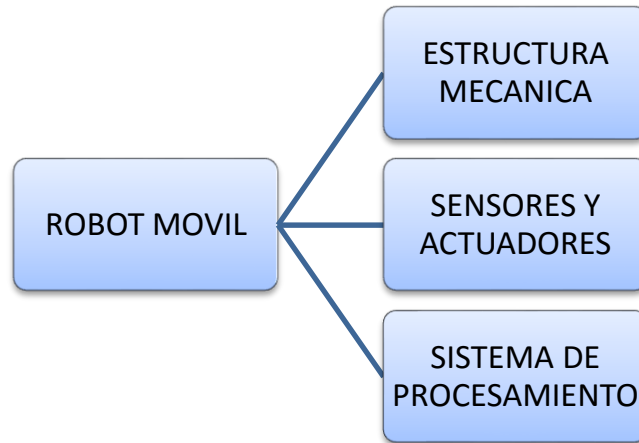 ROBOT MOVIL
ESTRUCTURA
MECANICA
SENSORES Y
ACTUADORES
SISTEMA DE
PROCESAMIENTO